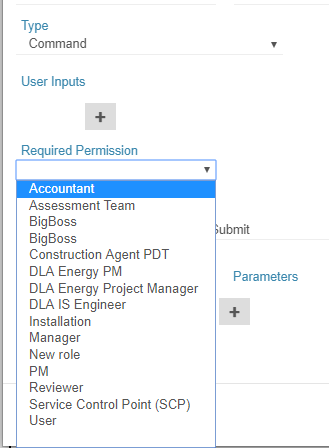 Type
Command
User Inputs
+
Required Permission
Accountant
Assessment Team
BigBoss
BigBoss
Construction Agent PDT
DLA Energy PM
DLA Energy Project Manager
DLA IS Engineer
Installation
Manager
New role
PM
Reviewer
Service Control Point (SCP)
User
Submit
Parameters
+